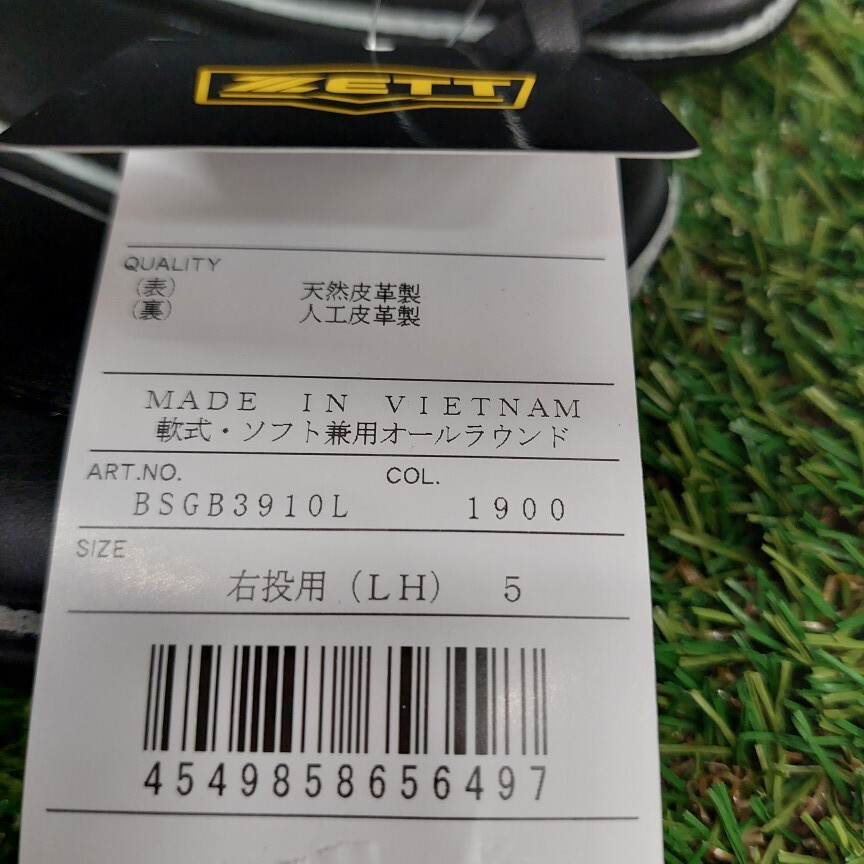 ZETT
QUALITY
(表) 天然皮革製
(裏) 人工皮革製
MADE IN VIETNAM
軟式・ソフト兼用オールラウンド
ART.NO. COL.
BSGB3910L 1900
SIZE
右投用(LH) 5
4549858656497